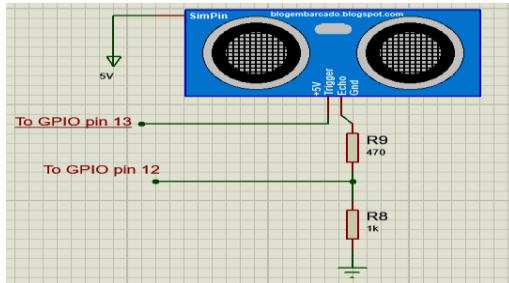 SimPin
blogembarcado.blogspot.com
5V
+5V
Trigger
Echo
Gnd
To GPIO pin 13
R9
470
To GPIO pin 12
R8
1k